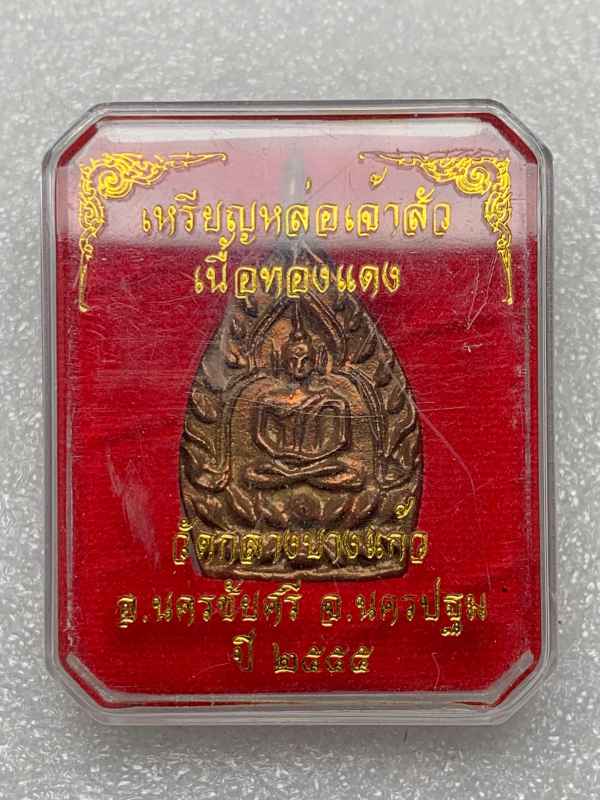 เหรียญหล่อเจ้าสัว
เนื้อทองแดง
วัดกลางบางแก้ว
อ.นครชัยศรี จ.นครปฐม
ปี ๒๕๕๕